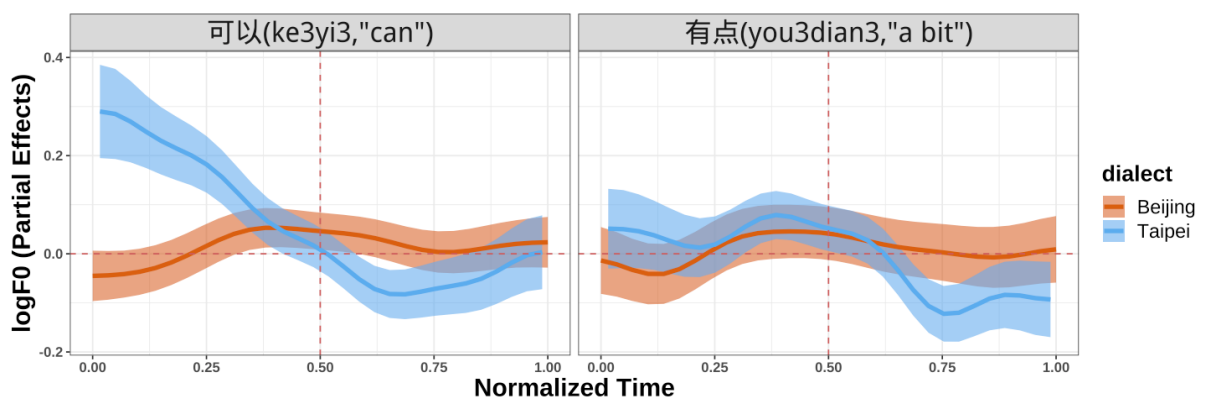 可以(ke3yi3,"can")
有点(you3dian3,"a bit")
logF0 (Partial Effects)
0.4
0.2
0.0
-0.2
0.00 0.25 0.50 0.75 1.00
0.00 0.25 0.50 0.75 1.00
Normalized Time
dialect
Beijing
Taipei